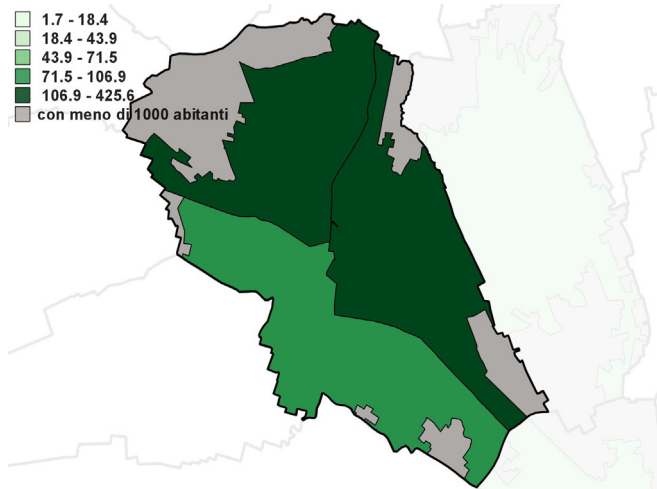 1.7 - 18.4
18.4 - 43.9
43.9 - 71.5
71.5 - 106.9
106.9 - 425.6
con meno di 1000 abitanti)